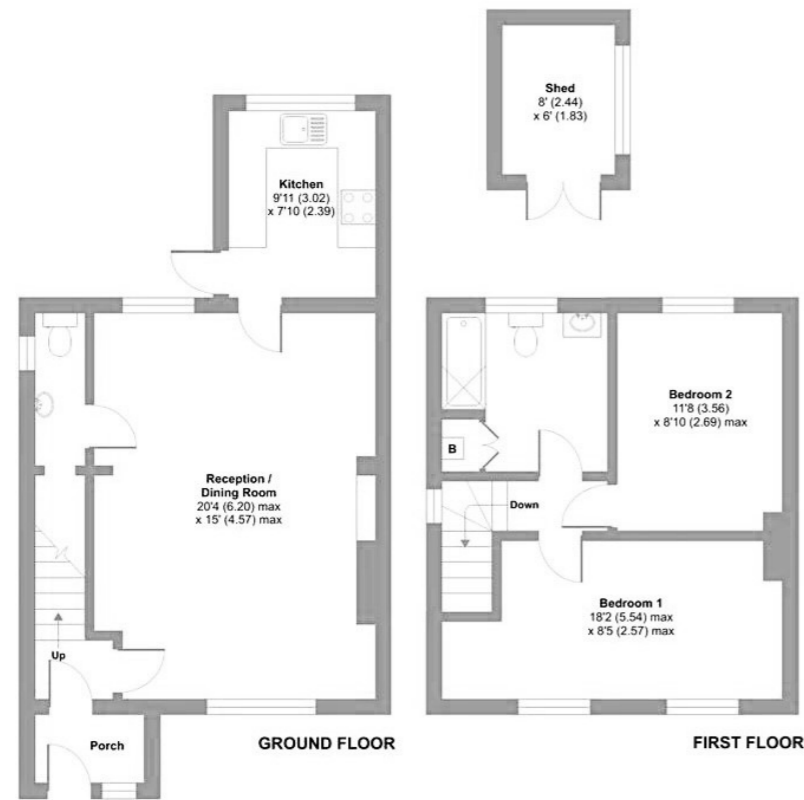 Shed
8' (2.44)
x 6' (1.83)
Kitchen
9'11 (3.02)
x 7'10 (2.39)
Reception /
Dining Room
20'4 (6.20) max
x 15' (4.57) max
Up
Porch
GROUND FLOOR
Bedroom 2
11'8 (3.56)
x 8'10 (2.69) max
B
Down
Bedroom 1
18'2 (5.54) max
x 8'5 (2.57) max
FIRST FLOOR